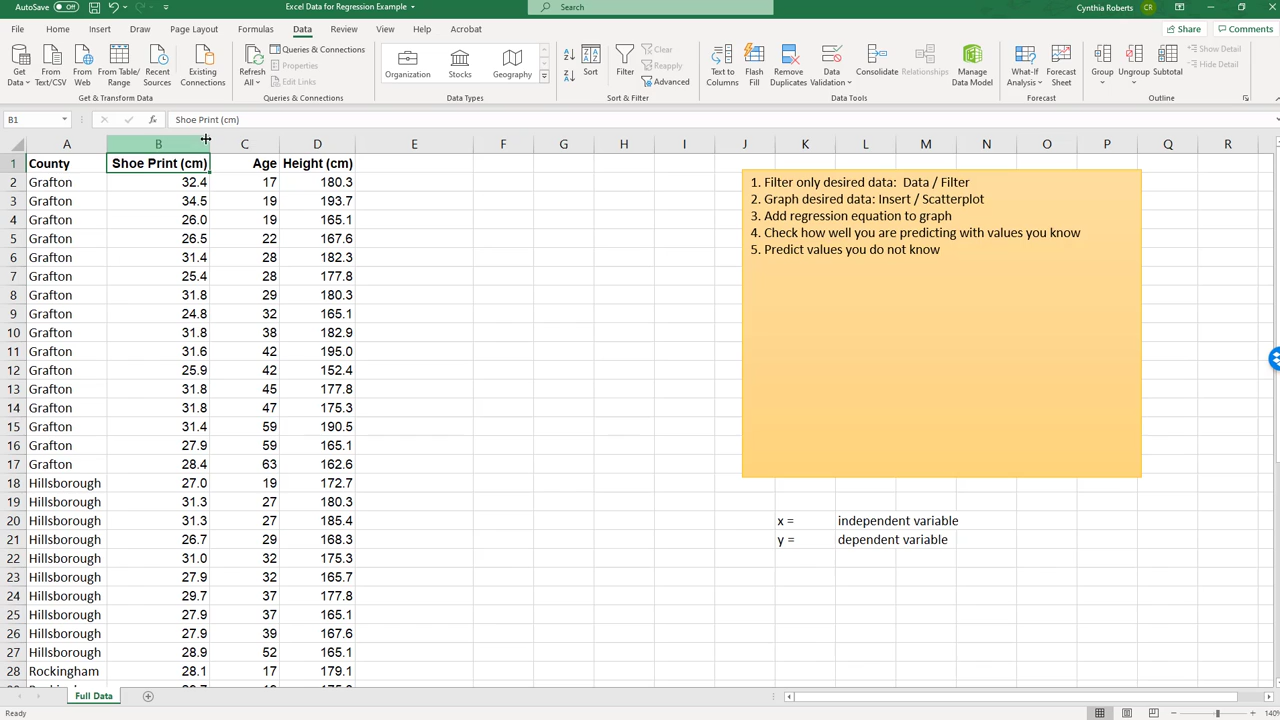 AutoSave Off Excel Data for Regression Example Search Cynthia Roberts CR
File Home Insert Draw Page Layout Formulas Data Review View Help Acrobat Share Comments
Get Data From Text/CSV From Web From Table/ Range Recent Sources Existing Connections Refresh All Queries & Connections Properties Edit Links Organization Stocks Geography Sort Filter Clear Reapply Advanced Text to Columns Flash Fill Remove Duplicates Data Validation Consolidate Relationships Manage Data Model What-If Analysis Forecast Sheet Group Ungroup Subtotal Show Detail Hide Detail
Get & Transform Data Queries & Connections Data Types Sort & Filter Data Tools Forecast Outline
B1 fx Shoe Print (cm)
A B C D E F G H I J K L M N O P Q R
1 County Shoe Print (cm) Age Height (cm)
2 Grafton 32.4 17 180.3
3 Grafton 34.5 19 193.7
4 Grafton 26.0 19 165.1
5 Grafton 26.5 22 167.6
6 Grafton 31.4 28 182.3
7 Grafton 25.4 28 177.8
8 Grafton 31.8 29 180.3
9 Grafton 24.8 32 165.1
10 Grafton 31.8 38 182.9
11 Grafton 31.6 42 195.0
12 Grafton 25.9 42 152.4
13 Grafton 31.8 45 177.8
14 Grafton 31.8 47 175.3
15 Grafton 31.4 59 190.5
16 Grafton 27.9 59 165.1
17 Grafton 28.4 63 162.6
18 Hillsborough 27.0 19 172.7
19 Hillsborough 31.3 27 180.3
20 Hillsborough 31.3 27 185.4
21 Hillsborough 26.7 29 168.3
22 Hillsborough 31.0 32 175.3
23 Hillsborough 27.9 32 165.7
24 Hillsborough 29.7 37 177.8
25 Hillsborough 27.9 37 165.1
26 Hillsborough 27.9 39 167.6
27 Hillsborough 28.9 52 165.1
28 Rockingham 28.1 17 179.1
1. Filter only desired data: Data / Filter
2. Graph desired data: Insert / Scatterplot
3. Add regression equation to graph
4. Check how well you are predicting with values you know
5. Predict values you do not know
x = independent variable
y = dependent variable
Full Data
Ready